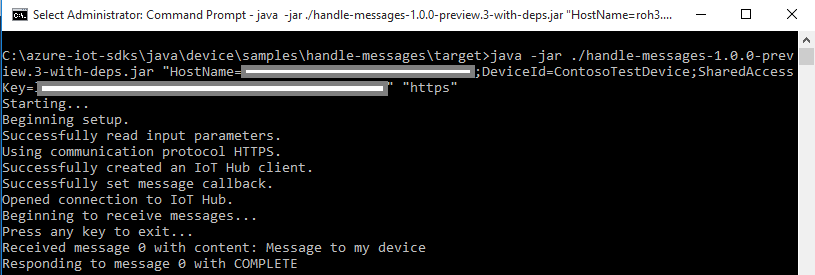 Select Administrator: Command Prompt - java -jar ./handle-messages-1.0.0-preview.3-with-deps.jar "HostName=roh3....
C:\azure-iot-sdks\java\device\samples\handle-messages\target>java -jar ./handle-messages-1.0.0-prev
iew.3-with-deps.jar "HostName= ;DeviceId=ContosoTestDevice;SharedAccess
Key= " "https"
Starting...
Beginning setup.
Successfully read input parameters.
Using communication protocol HTTPS.
Successfully created an IoT Hub client.
Successfully set message callback.
Opened connection to IoT Hub.
Beginning to receive messages...
Press any key to exit...
Received message 0 with content: Message to my device
Responding to message 0 with COMPLETE